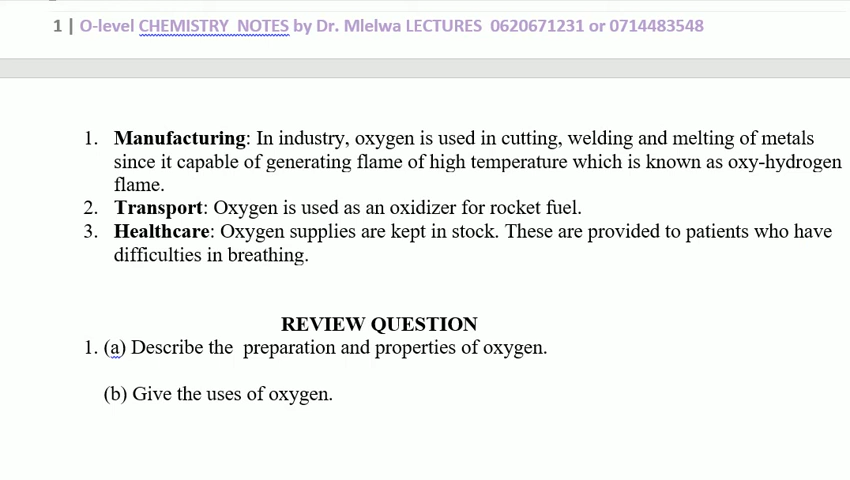 1 | O-level CHEMISTRY NOTES by Dr. Mlelwa LECTURES 0620671231 or 0714483548
1. Manufacturing: In industry, oxygen is used in cutting, welding and melting of metals
since it capable of generating flame of high temperature which is known as oxy-hydrogen
flame.
2. Transport: Oxygen is used as an oxidizer for rocket fuel.
3. Healthcare: Oxygen supplies are kept in stock. These are provided to patients who have
difficulties in breathing.
REVIEW QUESTION
1. (a) Describe the preparation and properties of oxygen.
(b) Give the uses of oxygen.